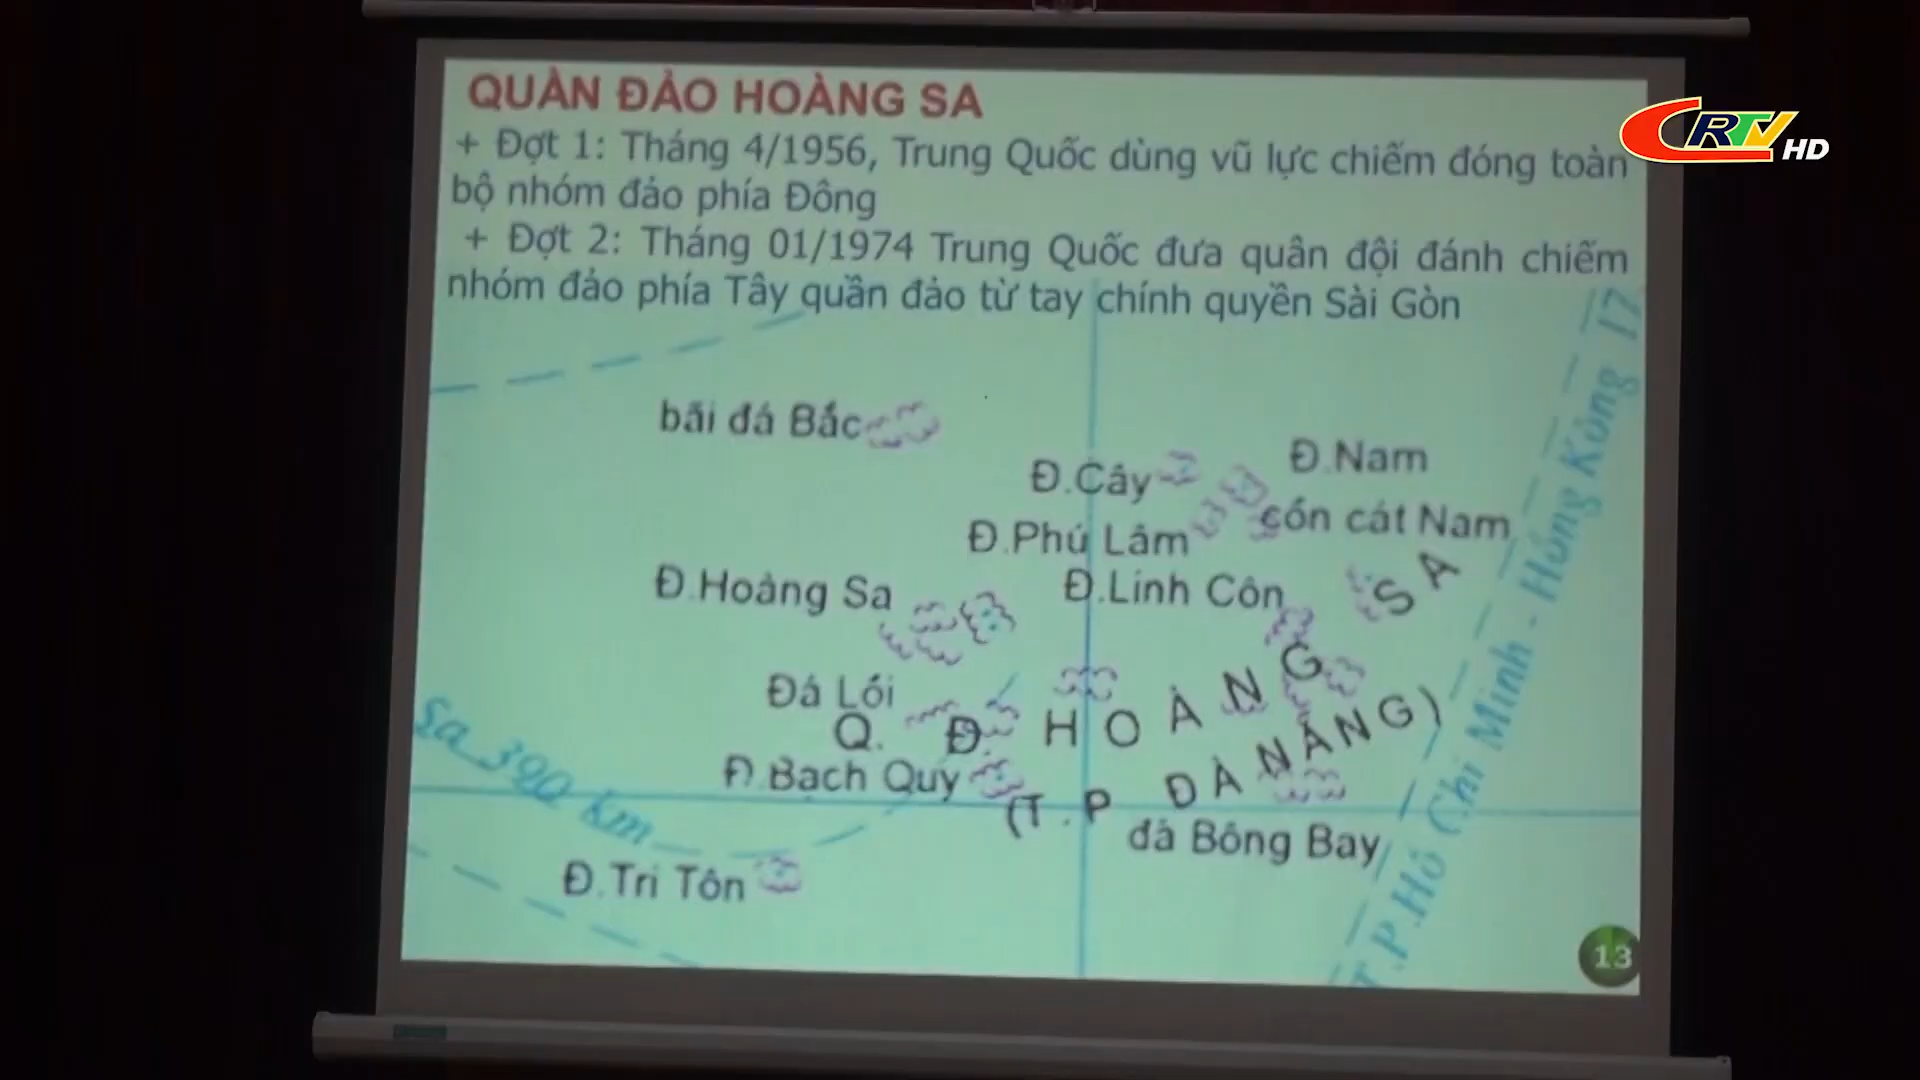 QUẦN ĐẢO HOÀNG SA
+ Đợt 1: Tháng 4/1956, Trung Quốc dùng vũ lực chiếm đóng toàn
bộ nhóm đảo phía Đông
+ Đợt 2: Tháng 01/1974 Trung Quốc đưa quân đội đánh chiếm
nhóm đảo phía Tây quần đảo từ tay chính quyền Sài Gòn
CRTV HD
bãi đá Bắc
Đ.Nam
Đ.Cây
cồn cát Nam
Đ.Phú Lâm
Đ.Hoàng Sa
Đ.Linh Côn
Đá Lồi
Q. Đ. HOÀNG SA
Đ.Bạch Quy
(T.P ĐÀ NẴNG)
đá Bông Bay
Đ.Tri Tôn
Sa 390 km
T.P.Hồ Chí Minh - Hồng Kông 17
13